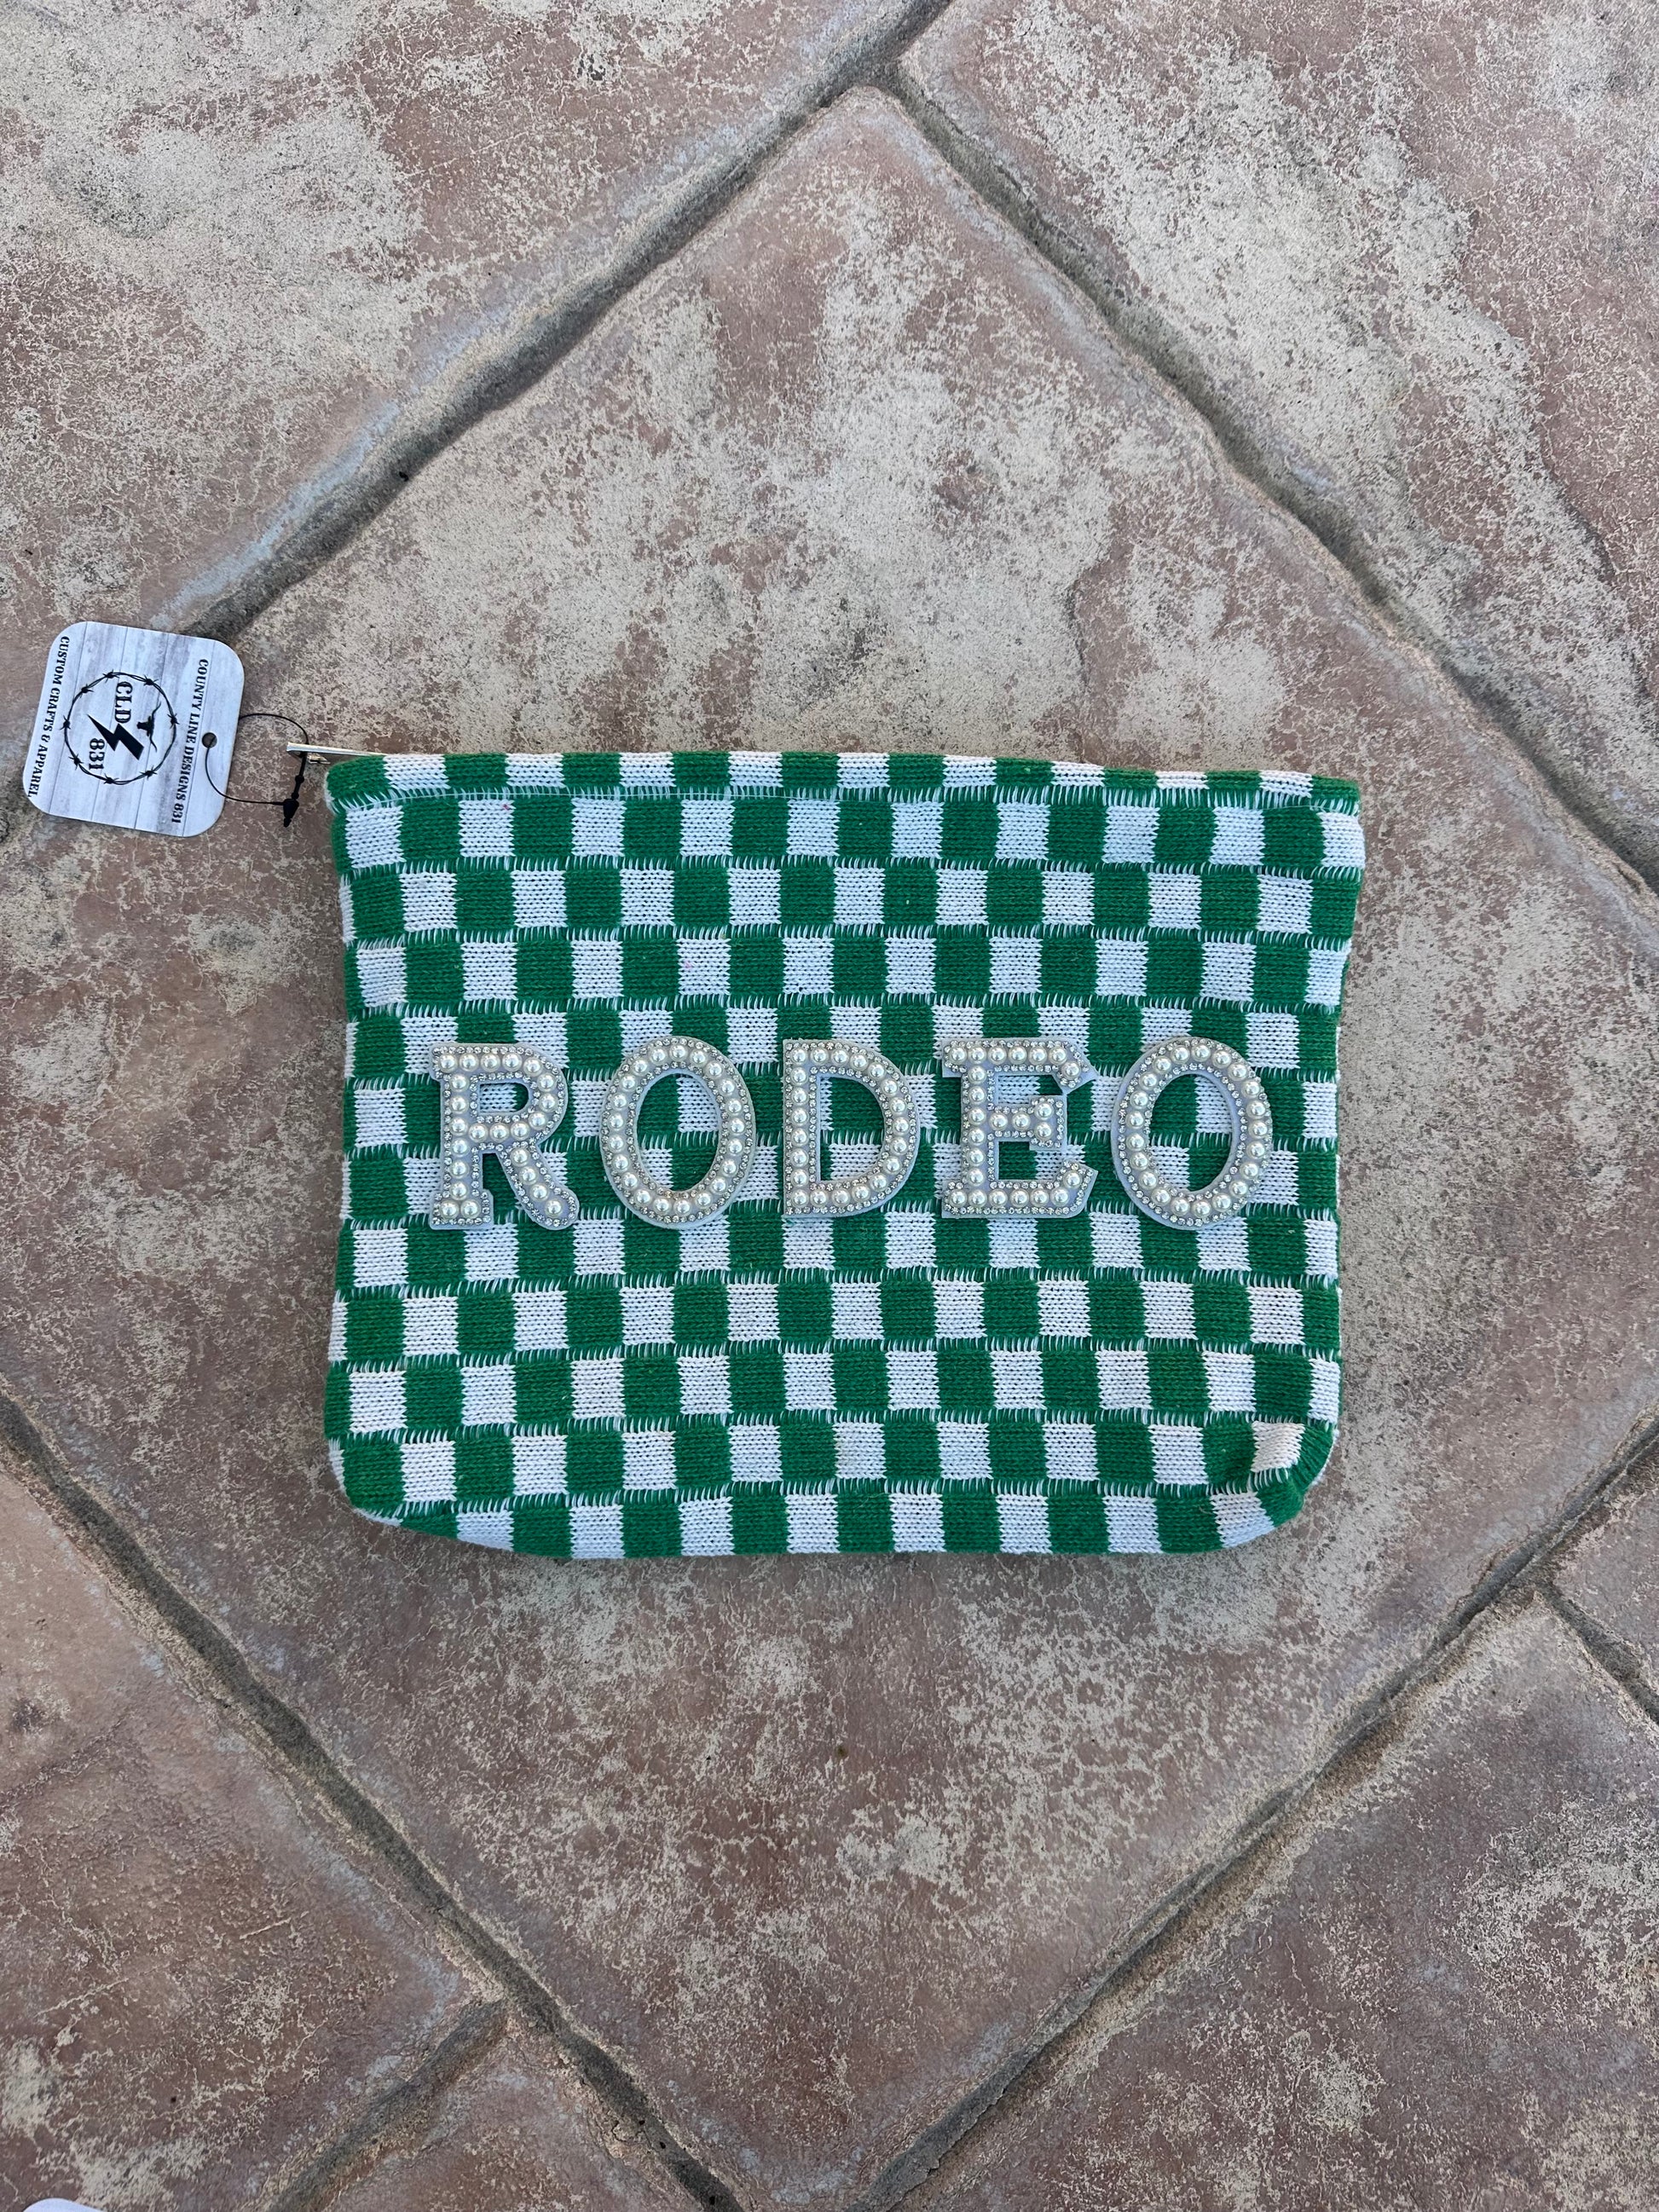 COUNTY LINE DESIGNS 831
CLD
831
CUSTOM CRAFTS & APPAREL
RODEO